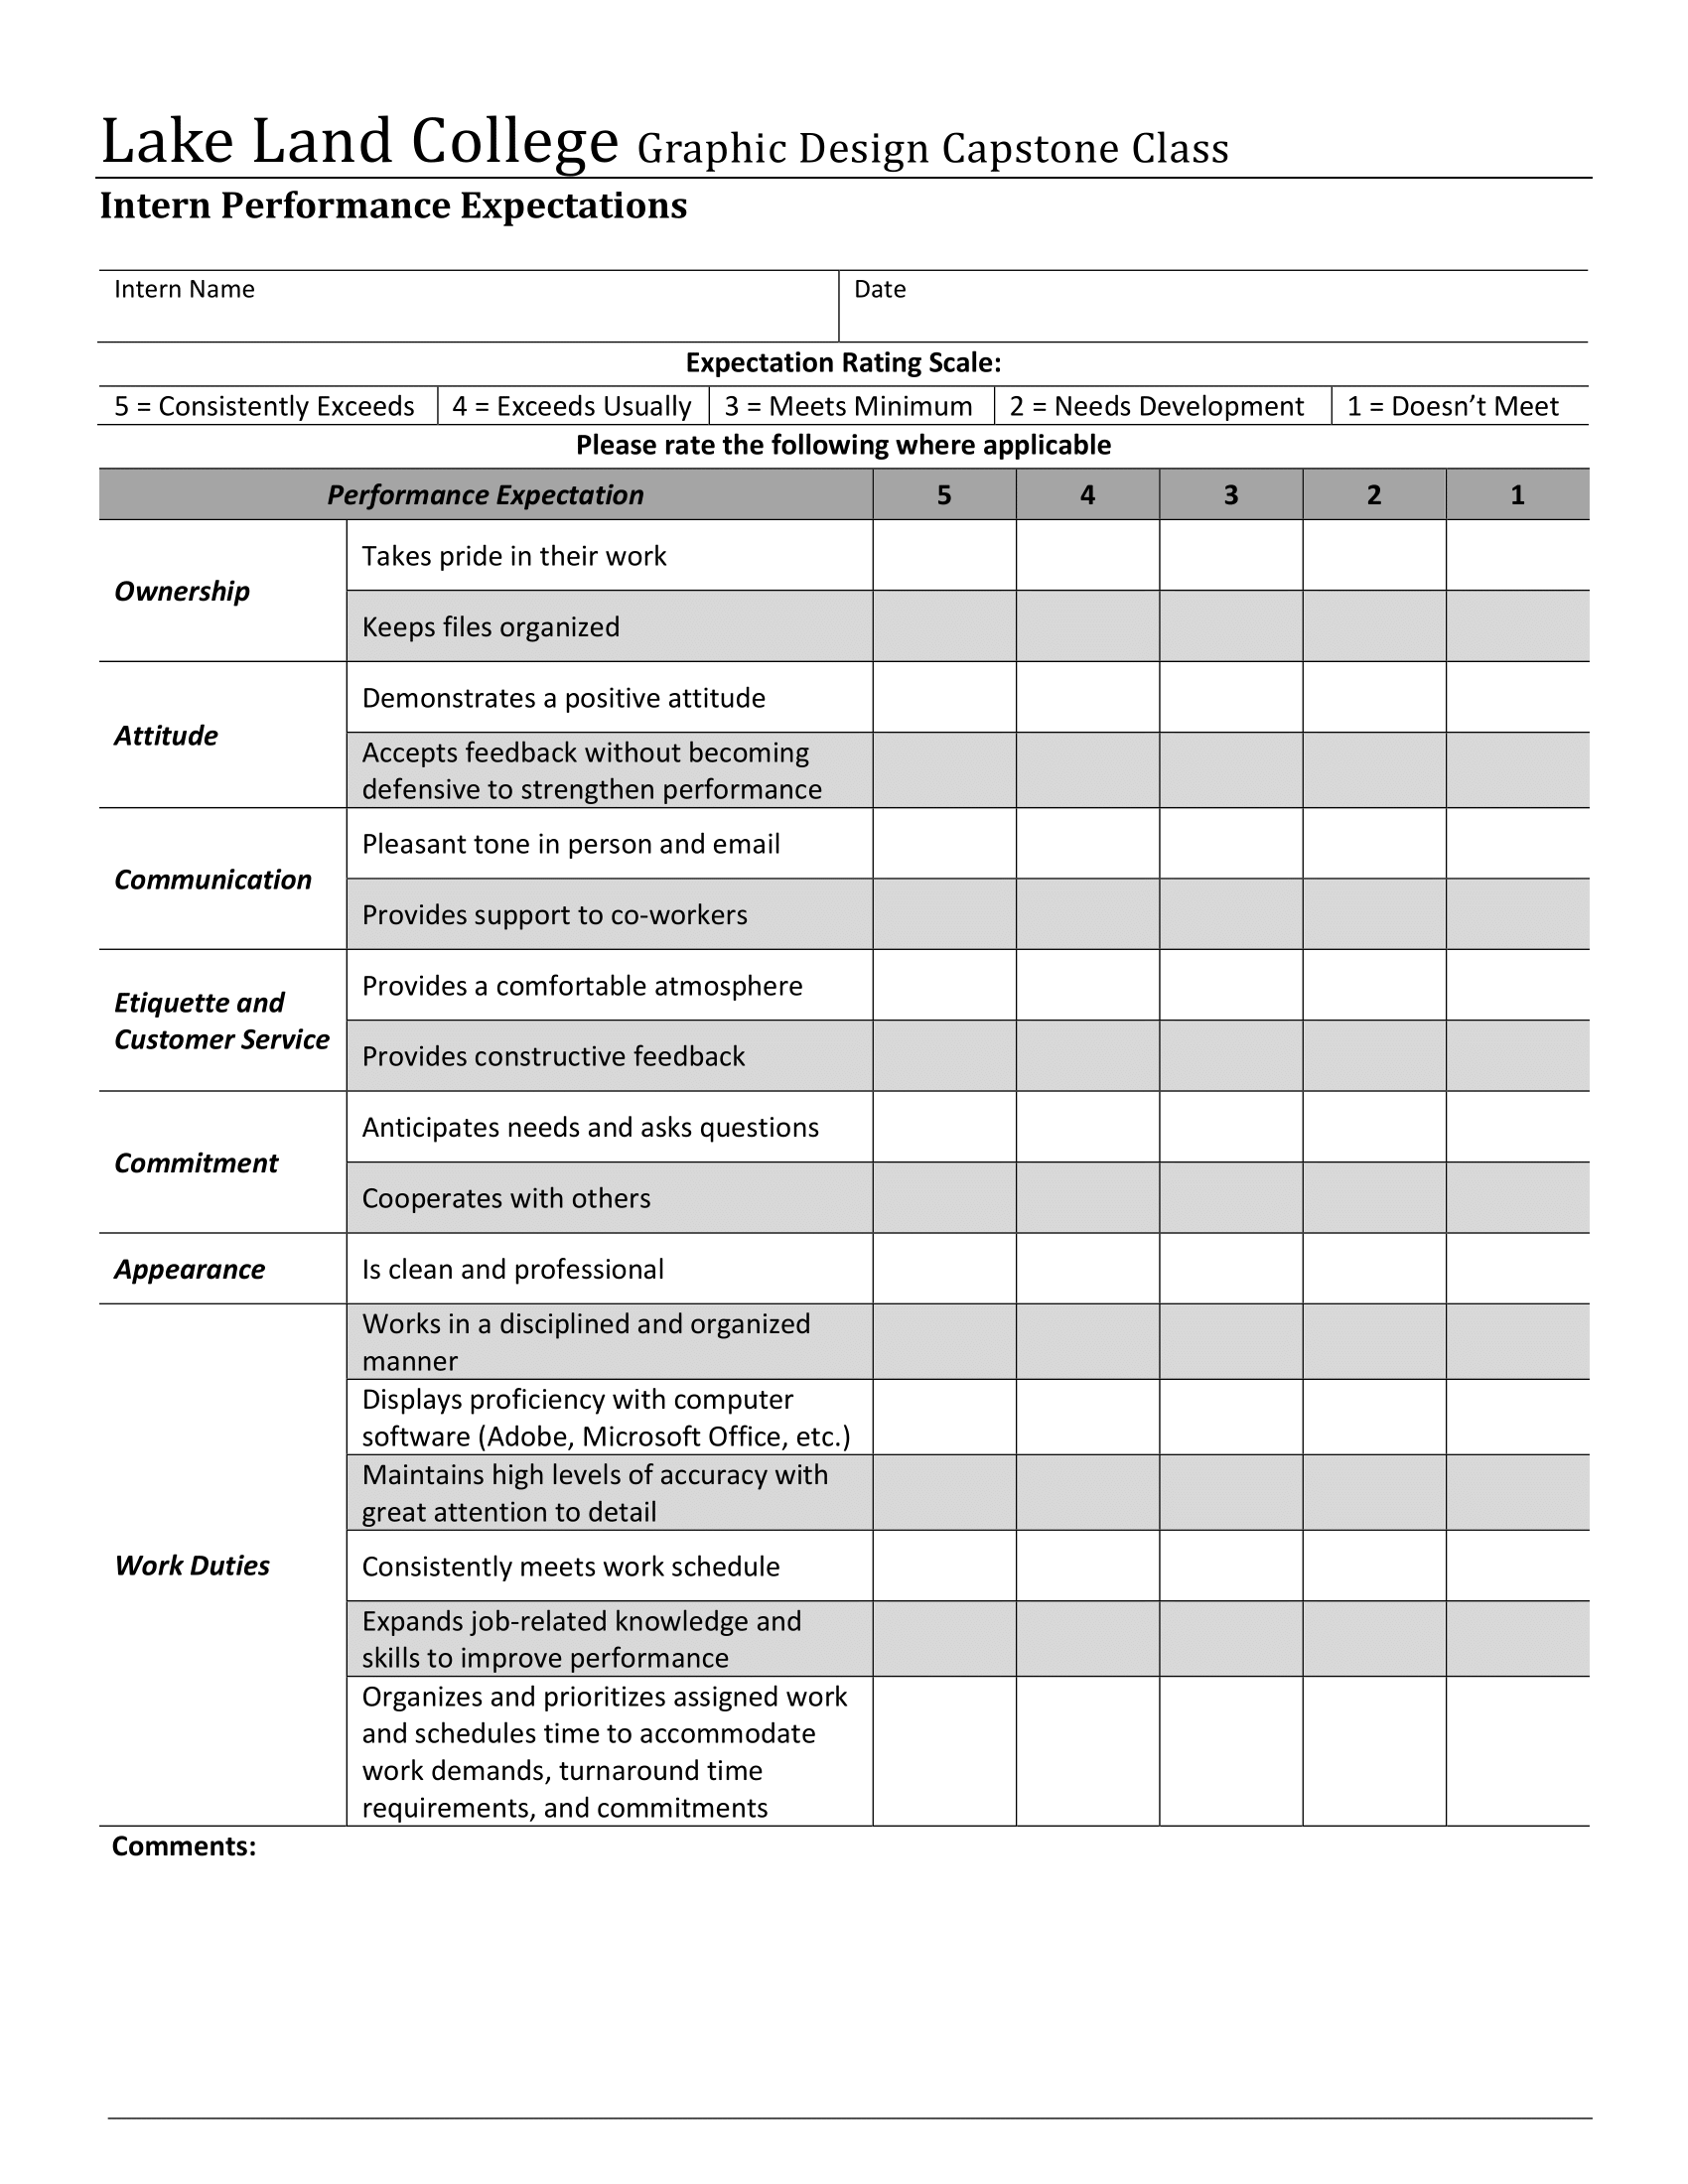 Lake Land College Graphic Design Capstone Class
Intern Performance Expectations
Intern Name
Date
Expectation Rating Scale:
5 = Consistently Exceeds 4 = Exceeds Usually 3 = Meets Minimum 2 = Needs Development 1 = Doesn’t Meet
Please rate the following where applicable
Performance Expectation 5 4 3 2 1
Ownership
Takes pride in their work
Keeps files organized
Attitude
Demonstrates a positive attitude
Accepts feedback without becoming
defensive to strengthen performance
Communication
Pleasant tone in person and email
Provides support to co-workers
Etiquette and
Customer Service
Provides a comfortable atmosphere
Provides constructive feedback
Commitment
Anticipates needs and asks questions
Cooperates with others
Appearance
Is clean and professional
Work Duties
Works in a disciplined and organized
manner
Displays proficiency with computer
software (Adobe, Microsoft Office, etc.)
Maintains high levels of accuracy with
great attention to detail
Consistently meets work schedule
Expands job-related knowledge and
skills to improve performance
Organizes and prioritizes assigned work
and schedules time to accommodate
work demands, turnaround time
requirements, and commitments
Comments: